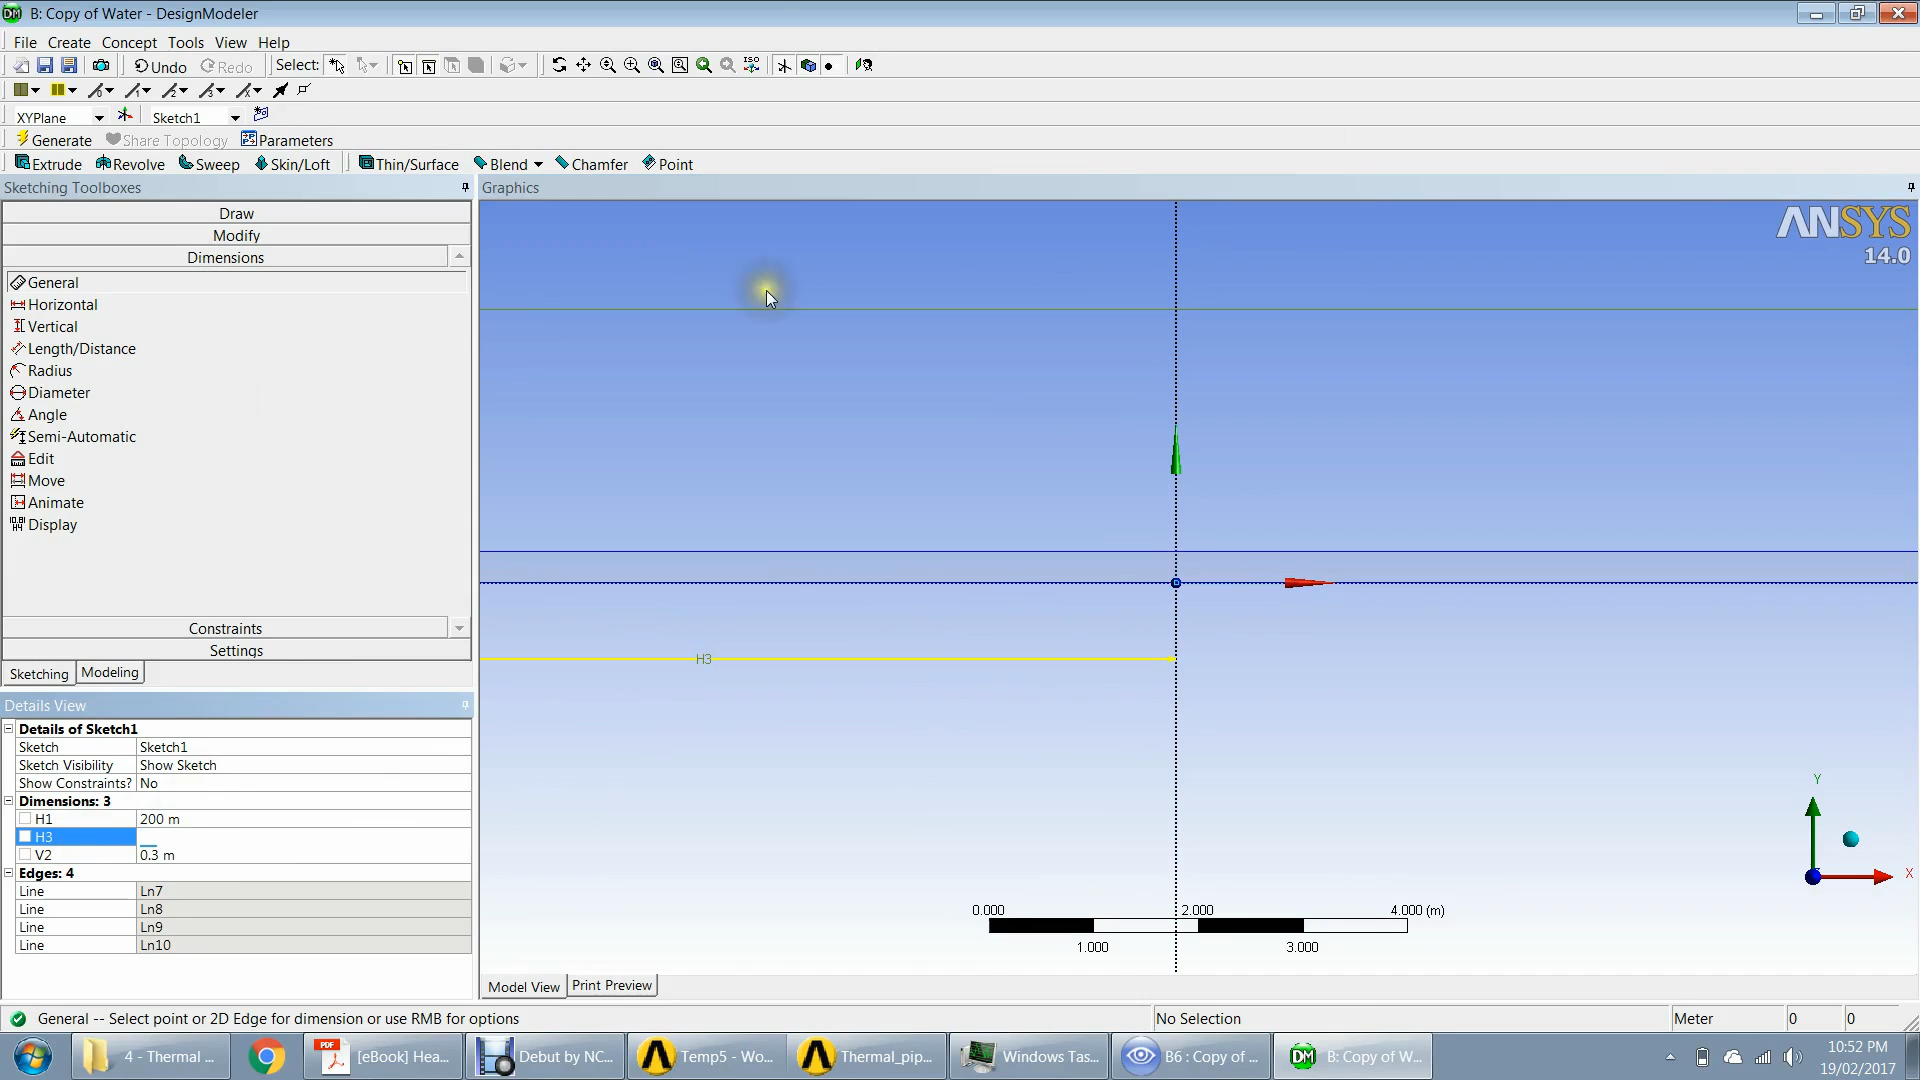 B: Copy of Water - DesignModeler
File Create Concept Tools View Help
Undo Redo Select: ISO
XYPlane Sketch1
Generate Share Topology Parameters
Extrude Revolve Sweep Skin/Loft Thin/Surface Blend Chamfer Point
Sketching Toolboxes
Draw
Modify
Dimensions
General
Horizontal
Vertical
Length/Distance
Radius
Diameter
Angle
Semi-Automatic
Edit
Move
Animate
Display
Constraints
Settings
Sketching Modeling
Details View
Details of Sketch1
Sketch Sketch1
Sketch Visibility Show Sketch
Show Constraints? No
Dimensions: 3
H1 200 m
H3
V2 0.3 m
Edges: 4
Line Ln7
Line Ln8
Line Ln9
Line Ln10
Graphics
ANSYS
14.0
H3
Y
X
0.000 2.000 4.000 (m)
1.000 3.000
Model View Print Preview
General -- Select point or 2D Edge for dimension or use RMB for options No Selection Meter 0 0
4 - Thermal ... PDF [eBook] Hea... Debut by NC... Temp5 - Wo... Thermal_pip... Windows Tas... B6 : Copy of ... DM B: Copy of W...
10:52 PM
19/02/2017